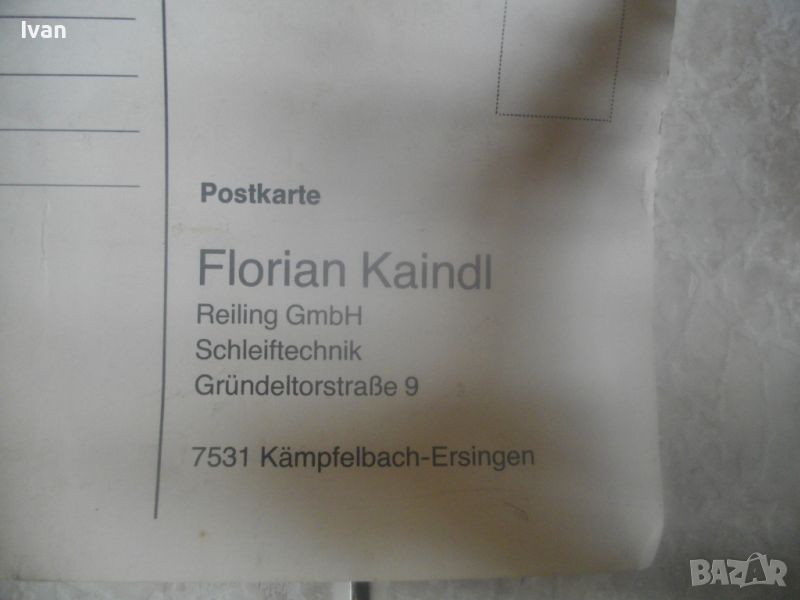 Ivan
Postkarte
Florian Kaindl
Reiling GmbH
Schleiftechnik
Gründeltorstraße 9
7531 Kämpfelbach-Ersingen
BAZAR